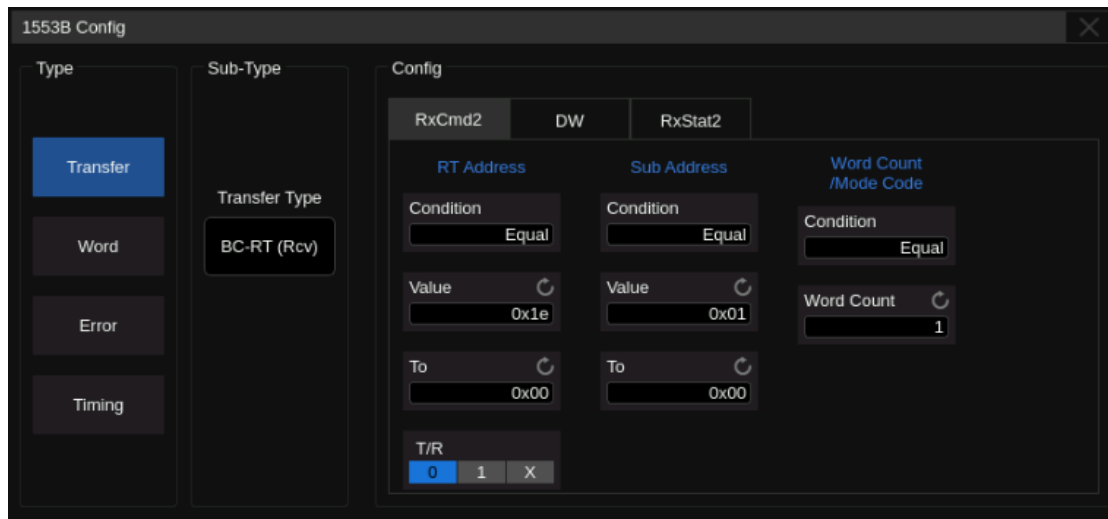 1553B Config
Type
Sub-Type
Config
Transfer
Word
Error
Timing
Transfer Type
BC-RT (Rcv)
RxCmd2
DW
RxStat2
RT Address
Condition
Equal
Value
0x1e
To
0x00
T/R
0 1 X
Sub Address
Condition
Equal
Value
0x01
To
0x00
Word Count
/Mode Code
Condition
Equal
Word Count
1